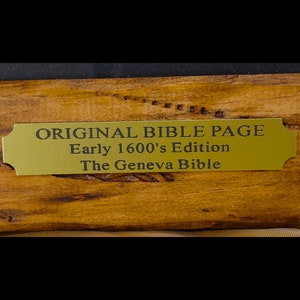 ORIGINAL BIBLE PAGE
Early 1600's Edition
The Geneva Bible